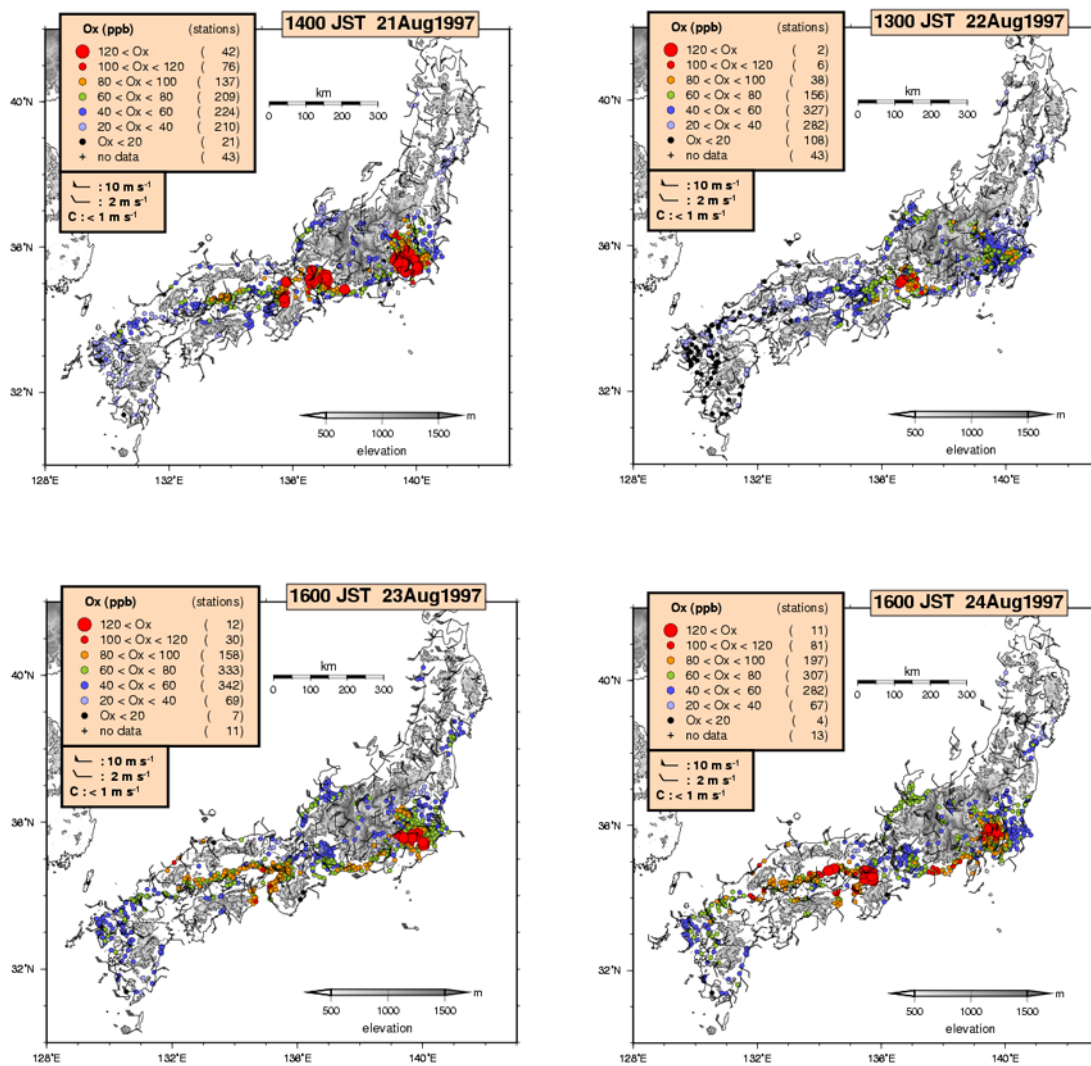 1400 JST 21Aug1997
Ox (ppb) (stations)
120 < Ox ( 42)
100 < Ox < 120 ( 76)
80 < Ox < 100 ( 137)
60 < Ox < 80 ( 209)
40 < Ox < 60 ( 224)
20 < Ox < 40 ( 210)
Ox < 20 ( 21)
+ no data ( 43)
: 10 m s⁻¹
: 2 m s⁻¹
C : < 1 m s⁻¹
km
0 100 200 300
40°N
36°N
32°N
m
500 1000 1500
elevation
128°E 132°E 136°E 140°E
1300 JST 22Aug1997
Ox (ppb) (stations)
120 < Ox ( 2)
100 < Ox < 120 ( 6)
80 < Ox < 100 ( 38)
60 < Ox < 80 ( 156)
40 < Ox < 60 ( 327)
20 < Ox < 40 ( 282)
Ox < 20 ( 108)
+ no data ( 43)
: 10 m s⁻¹
: 2 m s⁻¹
C : < 1 m s⁻¹
km
0 100 200 300
40°N
36°N
32°N
m
500 1000 1500
elevation
128°E 132°E 136°E 140°E
1600 JST 23Aug1997
Ox (ppb) (stations)
120 < Ox ( 12)
100 < Ox < 120 ( 30)
80 < Ox < 100 ( 158)
60 < Ox < 80 ( 333)
40 < Ox < 60 ( 342)
20 < Ox < 40 ( 69)
Ox < 20 ( 7)
+ no data ( 11)
: 10 m s⁻¹
: 2 m s⁻¹
C : < 1 m s⁻¹
km
0 100 200 300
40°N
36°N
32°N
m
500 1000 1500
elevation
128°E 132°E 136°E 140°E
1600 JST 24Aug1997
Ox (ppb) (stations)
120 < Ox ( 11)
100 < Ox < 120 ( 81)
80 < Ox < 100 ( 197)
60 < Ox < 80 ( 307)
40 < Ox < 60 ( 282)
20 < Ox < 40 ( 67)
Ox < 20 ( 4)
+ no data ( 13)
: 10 m s⁻¹
: 2 m s⁻¹
C : < 1 m s⁻¹
km
0 100 200 300
40°N
36°N
32°N
m
500 1000 1500
elevation
128°E 132°E 136°E 140°E